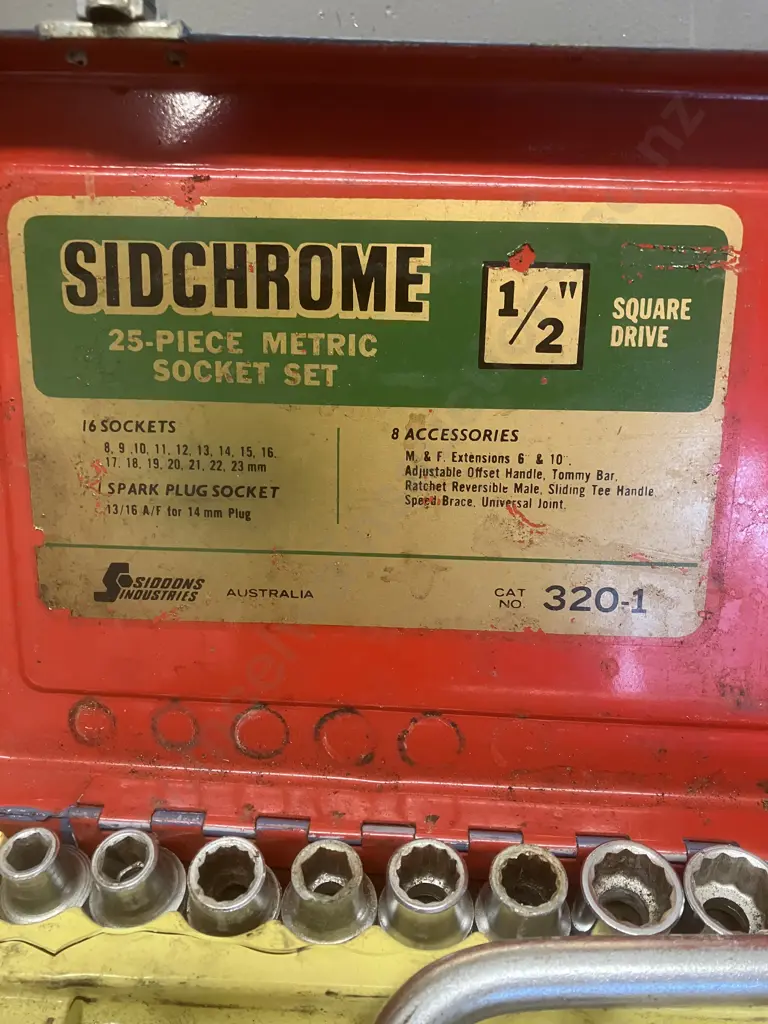 SIDCHROME
25-PIECE METRIC
SOCKET SET
1/2"
SQUARE
DRIVE
16 SOCKETS
8, 9, 10, 11, 12, 13, 14, 15, 16,
17, 18, 19, 20, 21, 22, 23 mm
1 SPARK PLUG SOCKET
13/16 A/F for 14 mm Plug
8 ACCESSORIES
M. & F. Extensions 6" & 10",
Adjustable Offset Handle, Tommy Bar,
Ratchet Reversible Male, Sliding Tee Handle
Speed Brace, Universal Joint.
SIDDONS
INDUSTRIES
AUSTRALIA
CAT
NO.
320-1